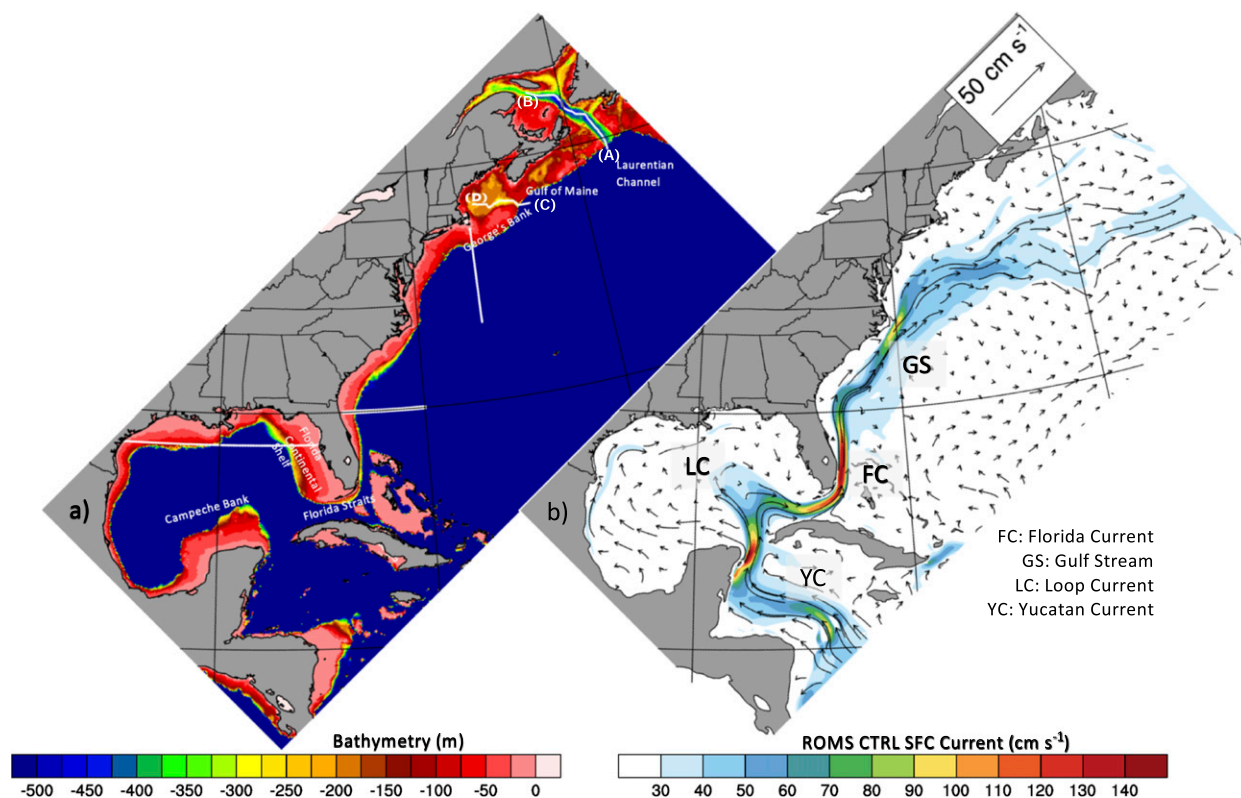 50 cm s⁻¹
(B)
(A)
Laurentian
Channel
Gulf of Maine
(D)
(C)
George's Bank
GS
Florida
Continental
Shelf
LC
FC
a)
Campeche Bank
Florida Straits
b)
FC: Florida Current
GS: Gulf Stream
LC: Loop Current
YC: Yucatan Current
YC
Bathymetry (m)
-500 -450 -400 -350 -300 -250 -200 -150 -100 -50 0
ROMS CTRL SFC Current (cm s⁻¹)
30 40 50 60 70 80 90 100 110 120 130 140